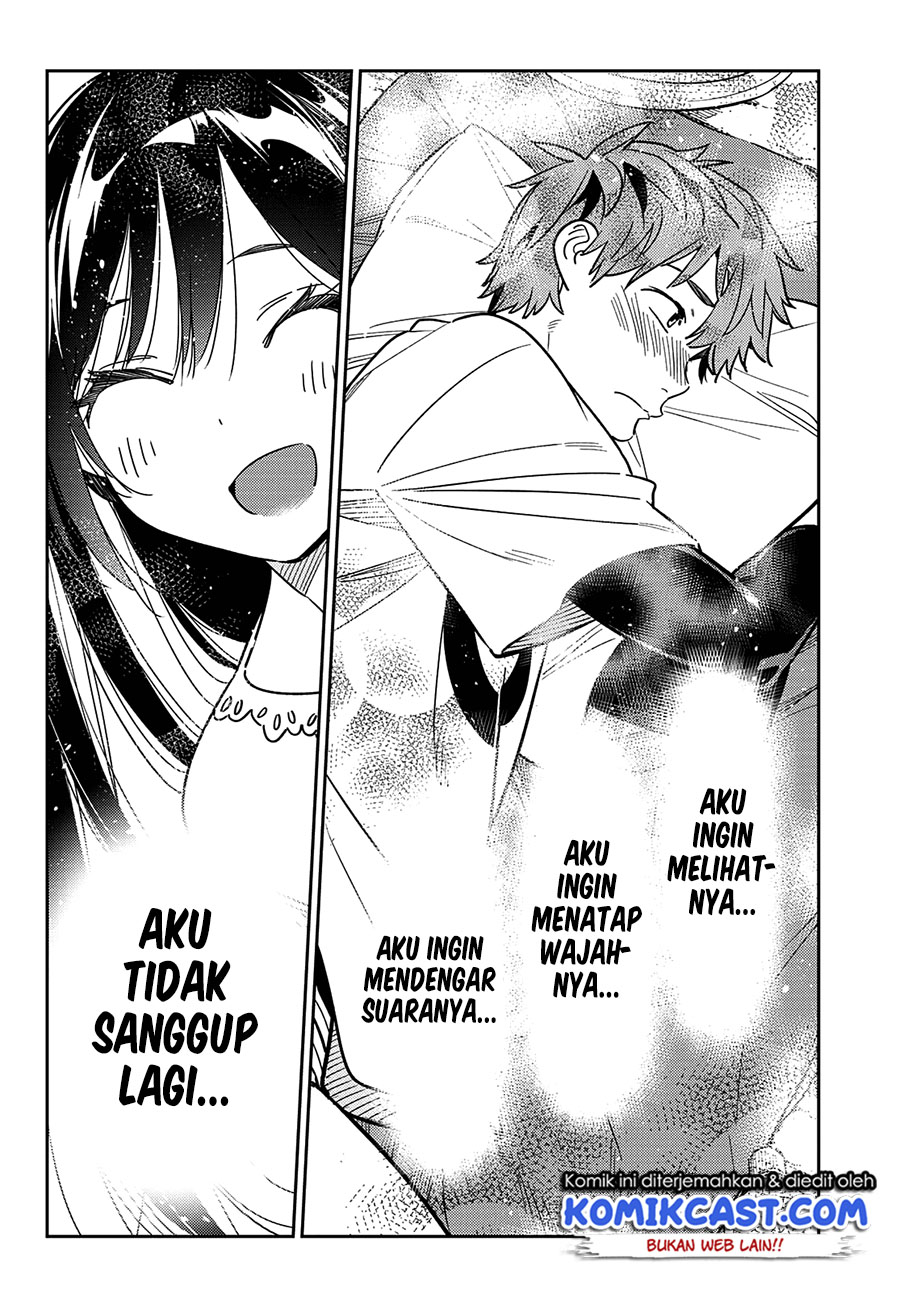 AKU
INGIN
MELIHAT-
NYA...
AKU
INGIN
MENATAP
WAJAH-
NYA...
AKU INGIN
MENDENGAR
SUARANYA...
AKU
TIDAK
SANGGUP
LAGI...
Komik ini diterjemahkan & diedit oleh
KOMIKCAST.COM
BUKAN WEB LAIN!!